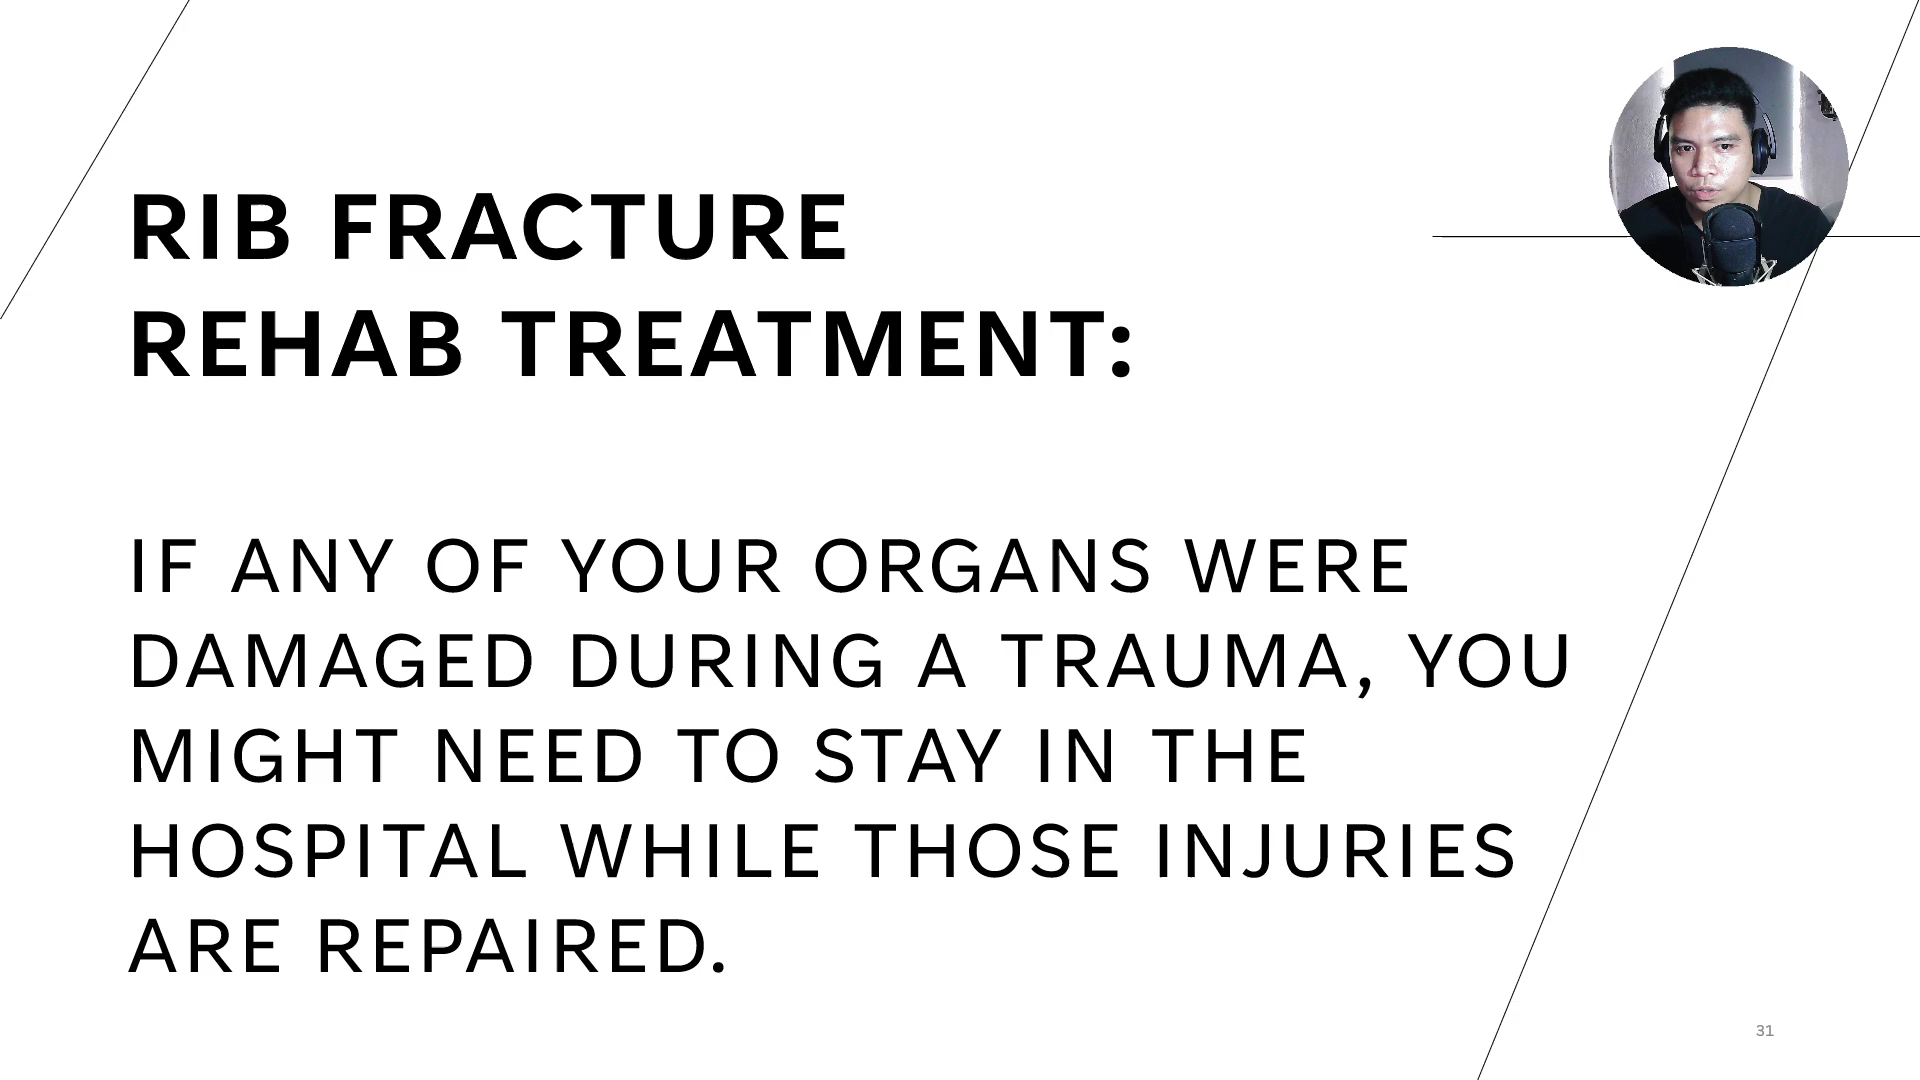 RIB FRACTURE
REHAB TREATMENT:
IF ANY OF YOUR ORGANS WERE
DAMAGED DURING A TRAUMA, YOU
MIGHT NEED TO STAY IN THE
HOSPITAL WHILE THOSE INJURIES
ARE REPAIRED.
31